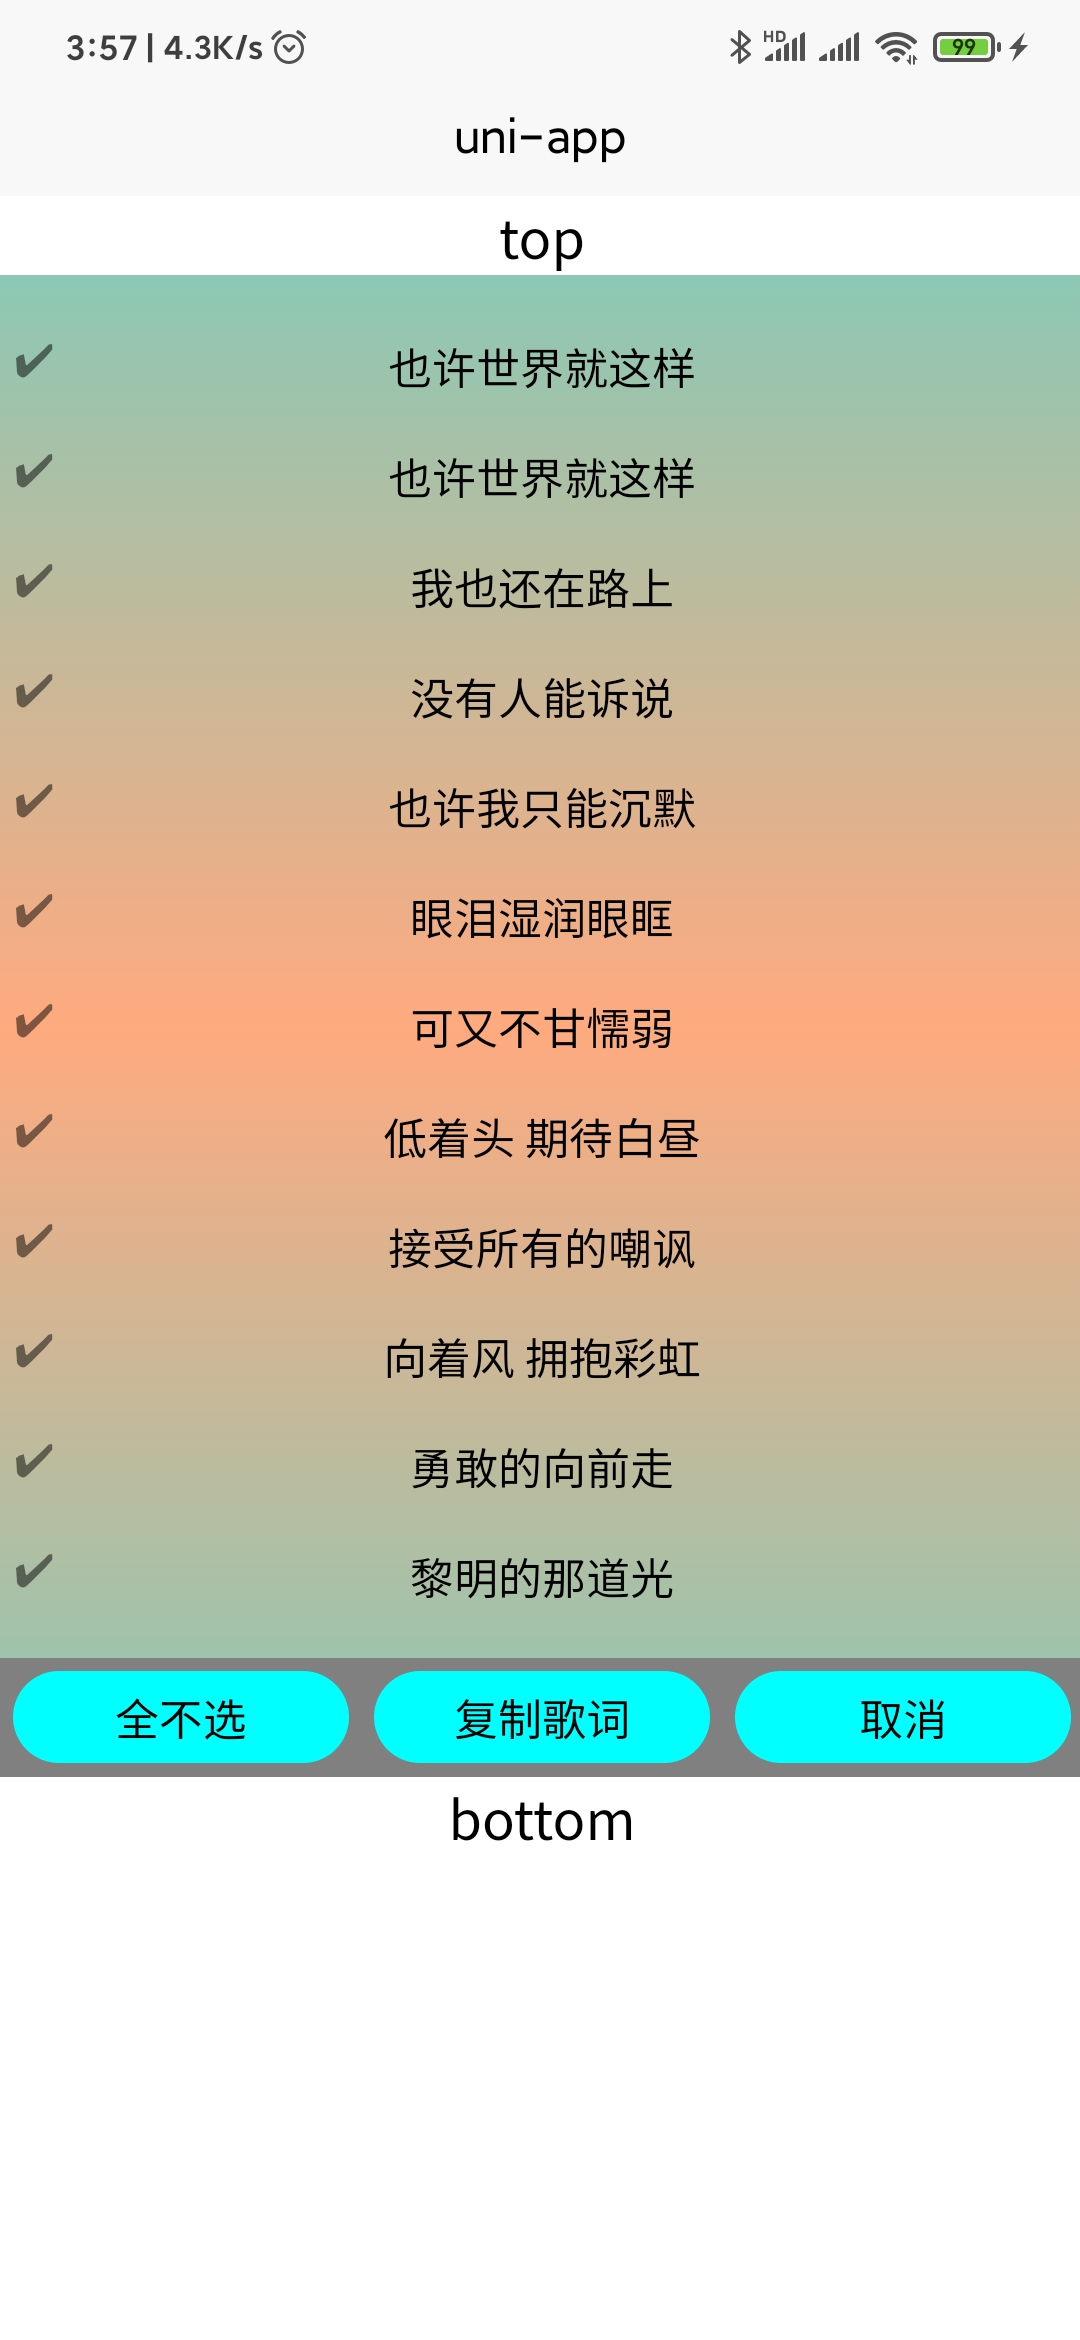 3:57 | 4.3K/s HD 99
uni-app
top
✔ 也许世界就这样
✔ 也许世界就这样
✔ 我也还在路上
✔ 没有人能诉说
✔ 也许我只能沉默
✔ 眼泪湿润眼眶
✔ 可又不甘懦弱
✔ 低着头 期待白昼
✔ 接受所有的嘲讽
✔ 向着风 拥抱彩虹
✔ 勇敢的向前走
✔ 黎明的那道光
全不选 复制歌词 取消
bottom